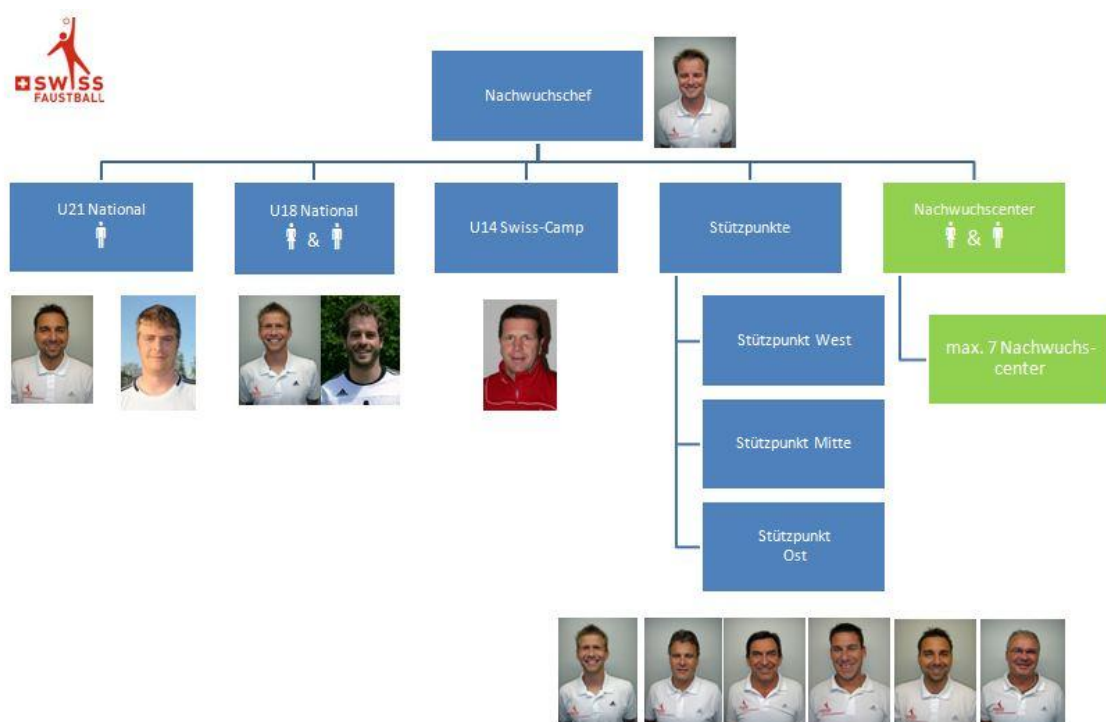 SWISS
FAUSTBALL
Nachwuchschef
U21 National
U18 National
&
U14 Swiss-Camp
Stützpunkte
Nachwuchscenter
&
Stützpunkt West
max. 7 Nachwuchs-
center
Stützpunkt Mitte
Stützpunkt
Ost